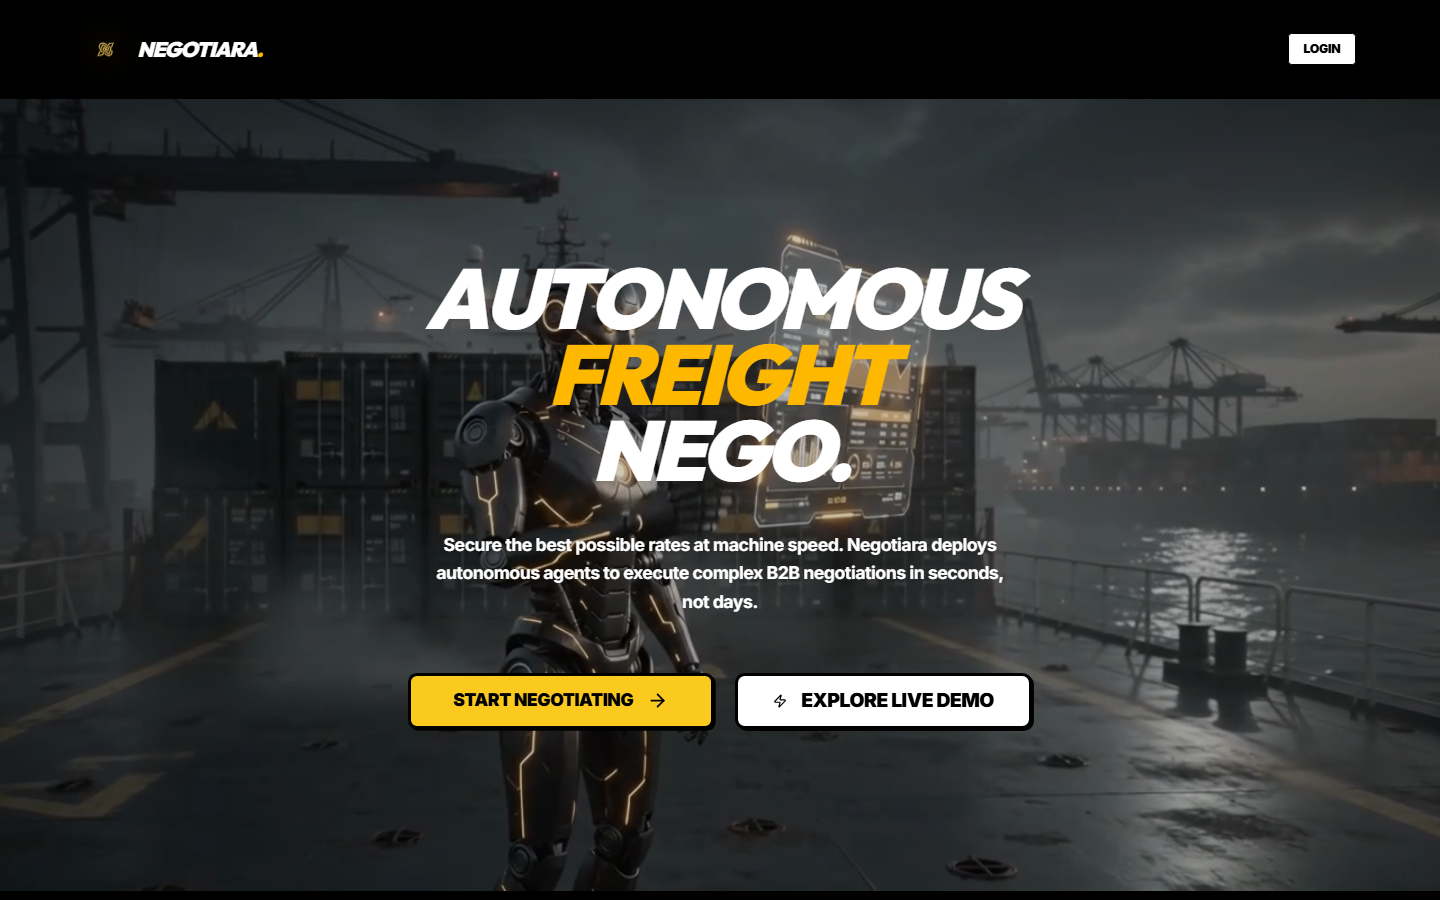 NEGOTIARA.
LOGIN
AUTONOMOUS
FREIGHT
NEGO.
Secure the best possible rates at machine speed. Negotiara deploys
autonomous agents to execute complex B2B negotiations in seconds,
not days.
START NEGOTIATING
EXPLORE LIVE DEMO